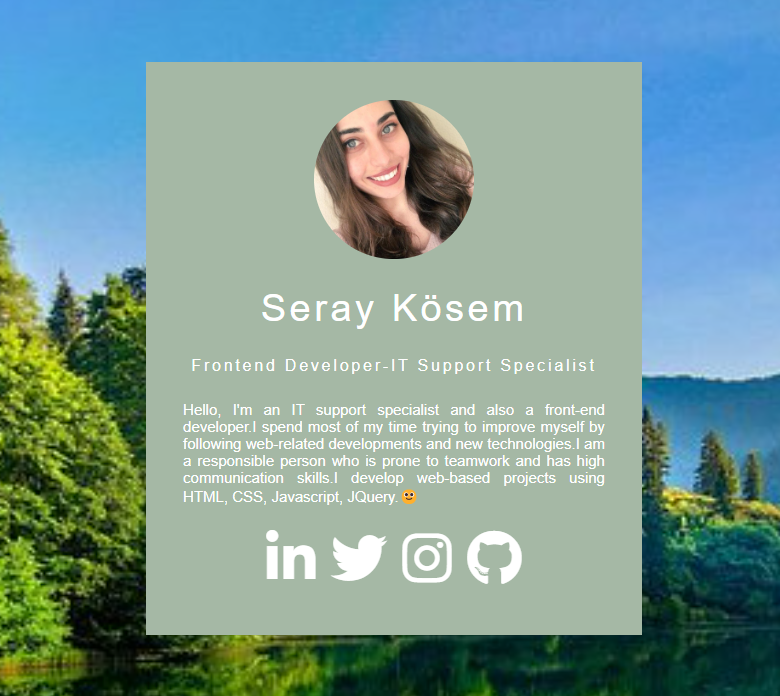 Seray Kösem
Frontend Developer-IT Support Specialist
Hello, I'm an IT support specialist and also a front-end
developer.I spend most of my time trying to improve myself by
following web-related developments and new technologies.I am
a responsible person who is prone to teamwork and has high
communication skills.I develop web-based projects using
HTML, CSS, Javascript, JQuery.
in